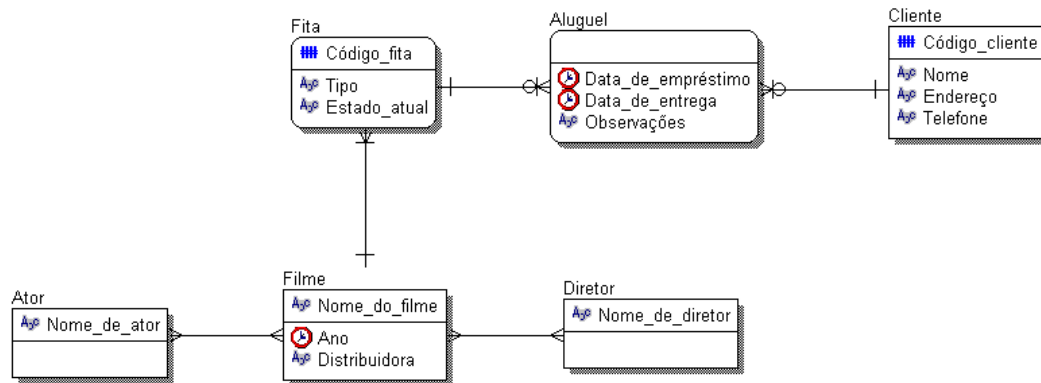 Fita
Código_fita
Tipo
Estado_atual
Aluguel
Data_de_empréstimo
Data_de_entrega
Observações
Cliente
Código_cliente
Nome
Endereço
Telefone
Ator
Nome_de_ator
Filme
Nome_do_filme
Ano
Distribuidora
Diretor
Nome_de_diretor